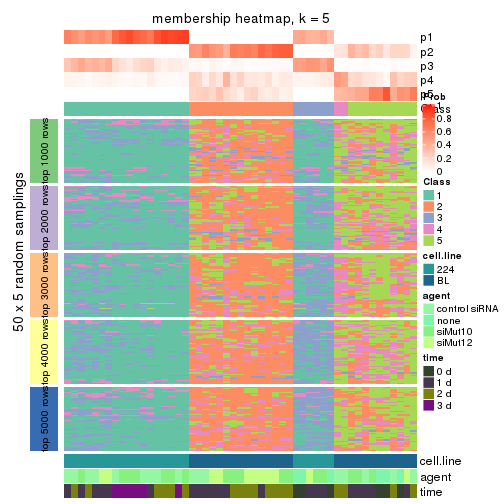 membership heatmap, k = 5
p1
p2
p3
p4
p5
50 x 5 random samplings
top 1000 rows
top 2000 rows
top 3000 rows
top 4000 rows
top 5000 rows
cell.line
agent
time
Prob
1
0.8
0.6
0.4
0.2
0
Class
Class
1
2
3
4
5
cell.line
224
BL
agent
control siRNA
none
siMut10
siMut12
time
0 d
1 d
2 d
3 d